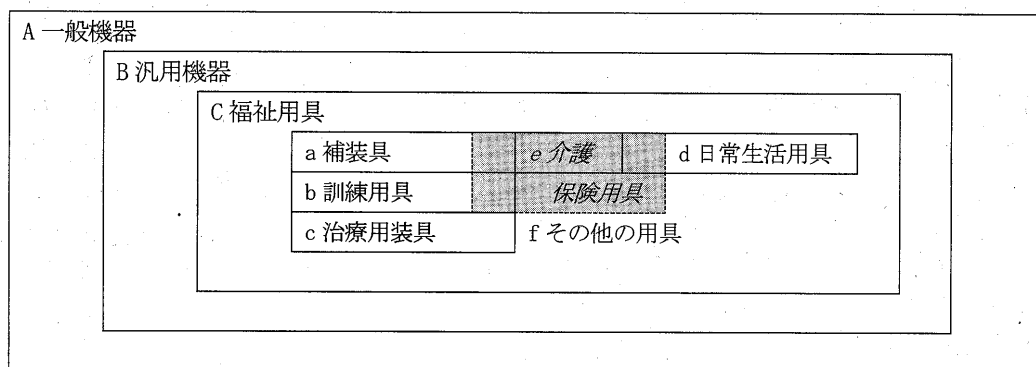 A 一般機器
B 汎用機器
C 福祉用具
a 補装具
e 介護
d 日常生活用具
b 訓練用具
保険用具
c 治療用装具
f その他の用具